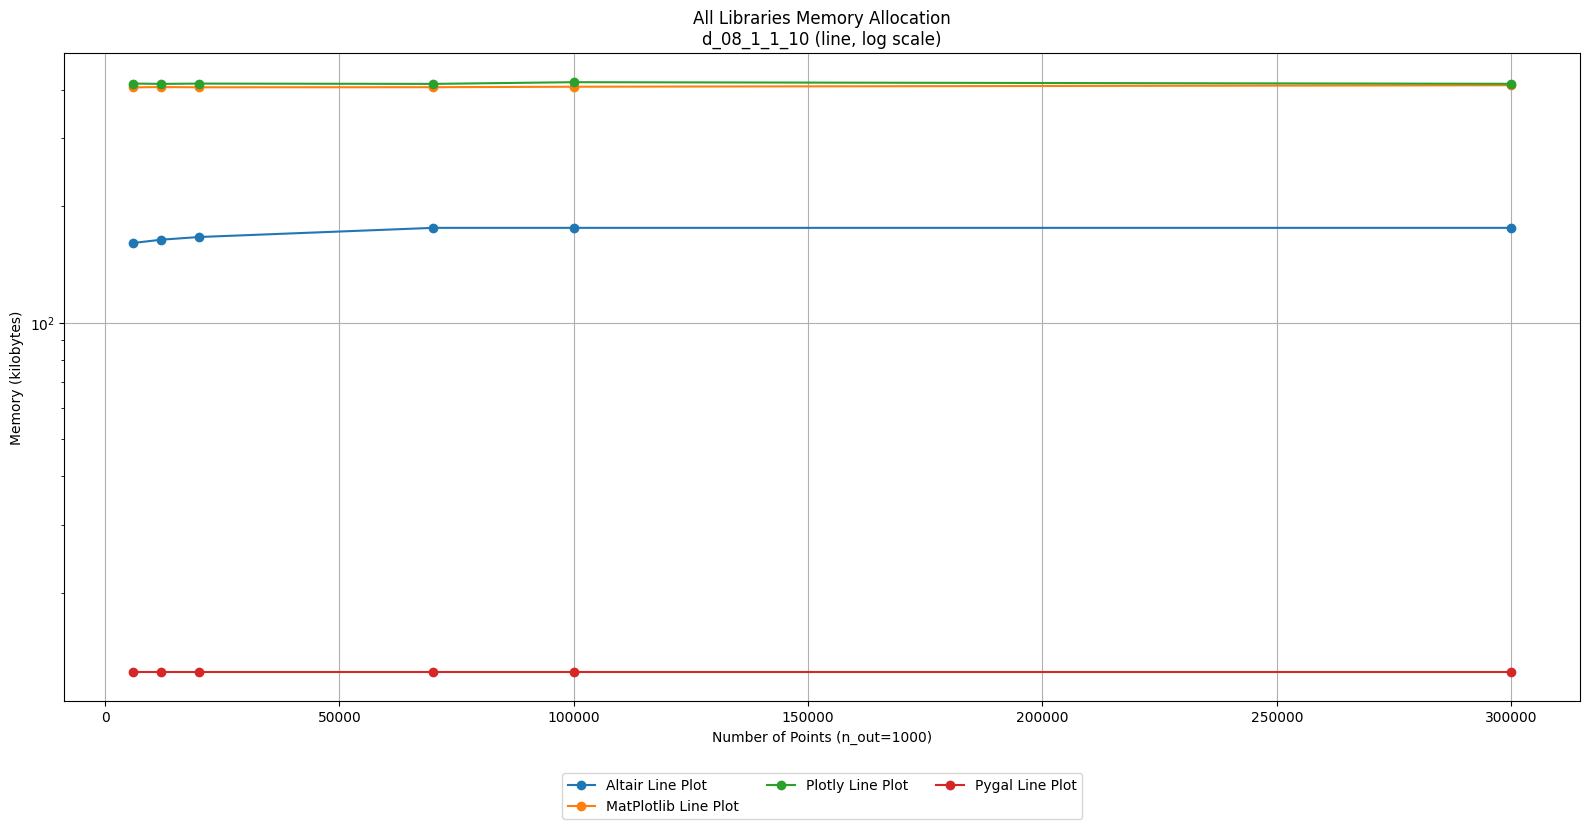 All Libraries Memory Allocation
d_08_1_1_10 (line, log scale)
Memory (kilobytes)
10²
0 50000 100000 150000 200000 250000 300000
Number of Points (n_out=1000)
Altair Line Plot Plotly Line Plot Pygal Line Plot
MatPlotlib Line Plot